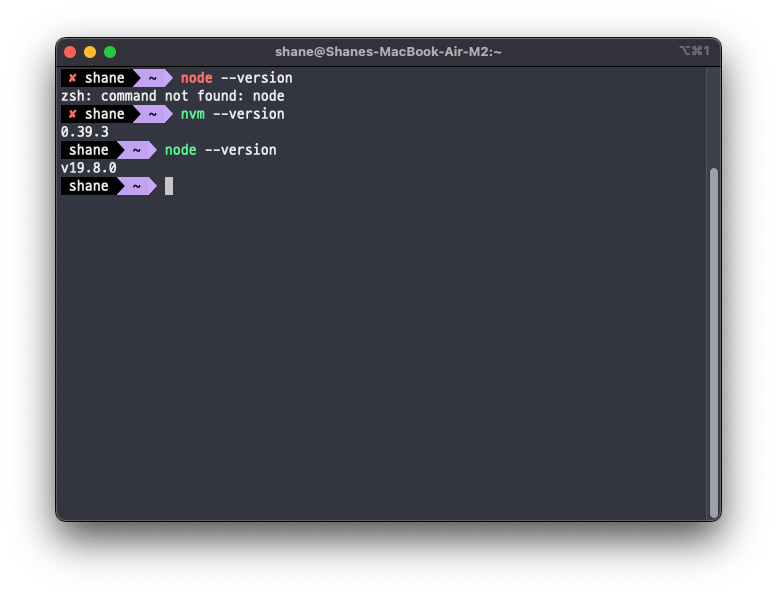 shane@Shanes-MacBook-Air-M2:~
⌥⌘1
✘ shane ~ node --version
zsh: command not found: node
✘ shane ~ nvm --version
0.39.3
shane ~ node --version
v19.8.0
shane ~